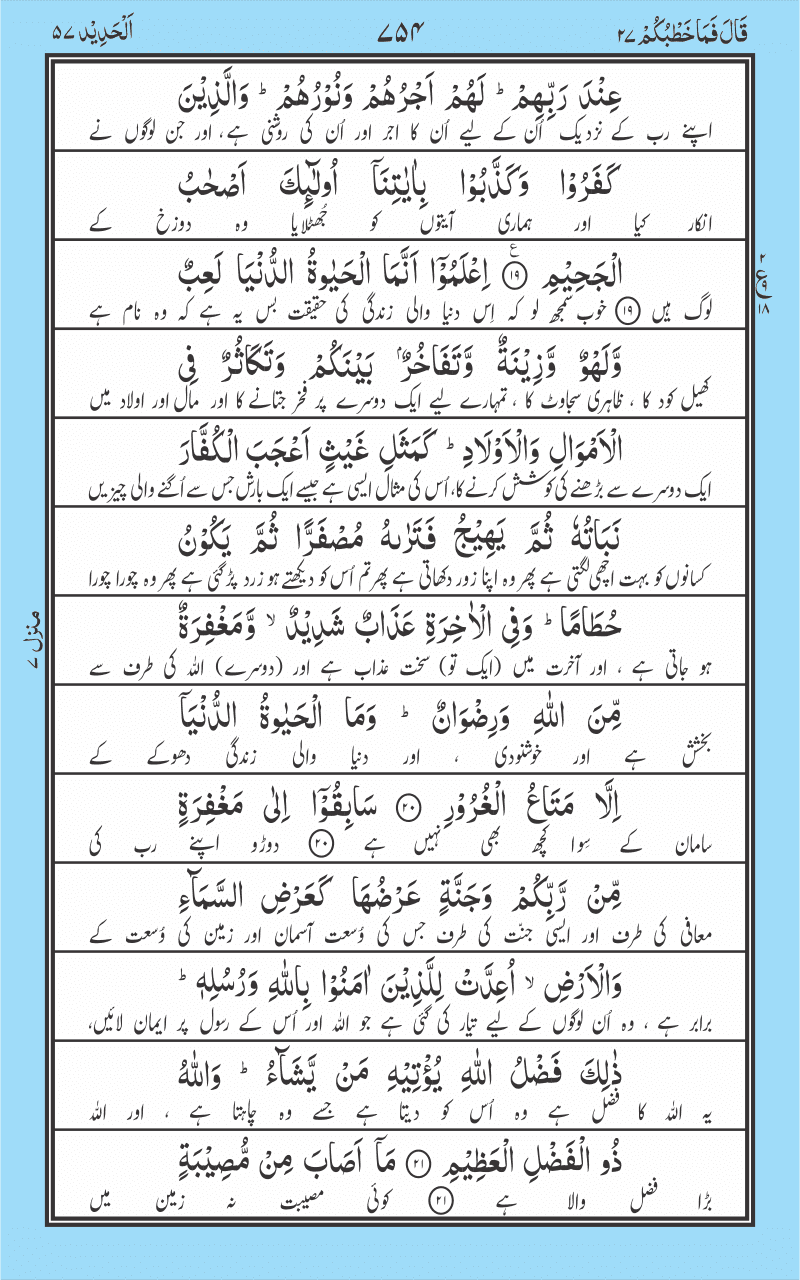 قَالَ فَمَا خَطْبُكُمْ ٢٧ ٧٥٤ اَلْحَدِيْد ٥٧
عِنْدَ رَبِّهِمْ ؕ لَهُمْ اَجْرُهُمْ وَنُوْرُهُمْ ؕ وَالَّذِيْنَ
اپنے رب کے نزدیک اُن کے لیے اُن کا اجر اور اُن کی روشنی ہے، اور جن لوگوں نے
كَفَرُوْا وَكَذَّبُوْا بِاٰيٰتِنَاۤ اُولٰٓىِٕكَ اَصْحٰبُ
انکار کیا اور ہماری آیتوں کو جُھٹلایا وہ دوزخ کے
الْجَحِيْمِ ۧ ١٩ اِعْلَمُوْۤا اَنَّمَا الْحَيٰوةُ الدُّنْيَا لَعِبٌ
لوگ ہیں ١٩ خوب سمجھ لو کہ اِس دنیا والی زندگی کی حقیقت بس یہ ہے کہ وہ نام ہے
٢ ع ٩ ١٨
وَّلَهْوٌ وَّزِيْنَةٌ وَّتَفَاخُرٌۢ بَيْنَكُمْ وَتَكَاثُرٌ فِى
کھیل کود کا ، ظاہری سجاوٹ کا ، تمہارے لیے ایک دوسرے پر فخر جتانے کا اور مال اور اولاد میں
الْاَمْوَالِ وَالْاَوْلَادِ ؕ كَمَثَلِ غَيْثٍ اَعْجَبَ الْكُفَّارَ
ایک دوسرے سے بڑھنے کی کوشش کرنے کا، اُس کی مثال ایسی ہے جیسے ایک بارش جس سے اُگنے والی چیزیں
نَبَاتُهٗ ثُمَّ يَهِيْجُ فَتَرٰىهُ مُصْفَرًّا ثُمَّ يَكُوْنُ
کسانوں کو بہت اچھی لگتی ہے پھر وہ اپنا زور دکھاتی ہے پھر تم اُس کو دیکھتے ہو زرد پڑ گئی ہے پھر وہ چورا چورا
حُطَامًا ؕ وَفِى الْاٰخِرَةِ عَذَابٌ شَدِيْدٌ ۙ وَّمَغْفِرَةٌ
ہو جاتی ہے ، اور آخرت میں (ایک تو) سخت عذاب ہے اور (دوسرے) اللہ کی طرف سے
منزل ٧
مِّنَ اللّٰهِ وَرِضْوَانٌ ؕ وَمَا الْحَيٰوةُ الدُّنْيَاۤ
بخشش ہے اور خوشنودی ، اور دنیا والی زندگی دھوکے کے
اِلَّا مَتَاعُ الْغُرُوْرِ ٢٠ سَابِقُوْۤا اِلٰى مَغْفِرَةٍ
سامان کے سِوا کچھ بھی نہیں ہے ٢٠ دوڑو اپنے رب کی
مِّنْ رَّبِّكُمْ وَجَنَّةٍ عَرْضُهَا كَعَرْضِ السَّمَآءِ
معافی کی طرف اور ایسی جنّت کی طرف جس کی وُسعت آسمان اور زمین کی وُسعت کے
وَالْاَرْضِ ۙ اُعِدَّتْ لِلَّذِيْنَ اٰمَنُوْا بِاللّٰهِ وَرُسُلِهٖ ؕ
برابر ہے ، وہ اُن لوگوں کے لیے تیّار کی گئی ہے جو اللہ اور اُس کے رسول پر ایمان لائیں،
ذٰلِكَ فَضْلُ اللّٰهِ يُؤْتِيْهِ مَنْ يَّشَآءُ ؕ وَاللّٰهُ
یہ اللہ کا فضل ہے وہ اُس کو دیتا ہے جسے وہ چاہتا ہے ، اور اللہ
ذُو الْفَضْلِ الْعَظِيْمِ ٢١ مَاۤ اَصَابَ مِنْ مُّصِيْبَةٍ
بڑا فضل والا ہے ٢١ کوئی مصیبت نہ زمین میں